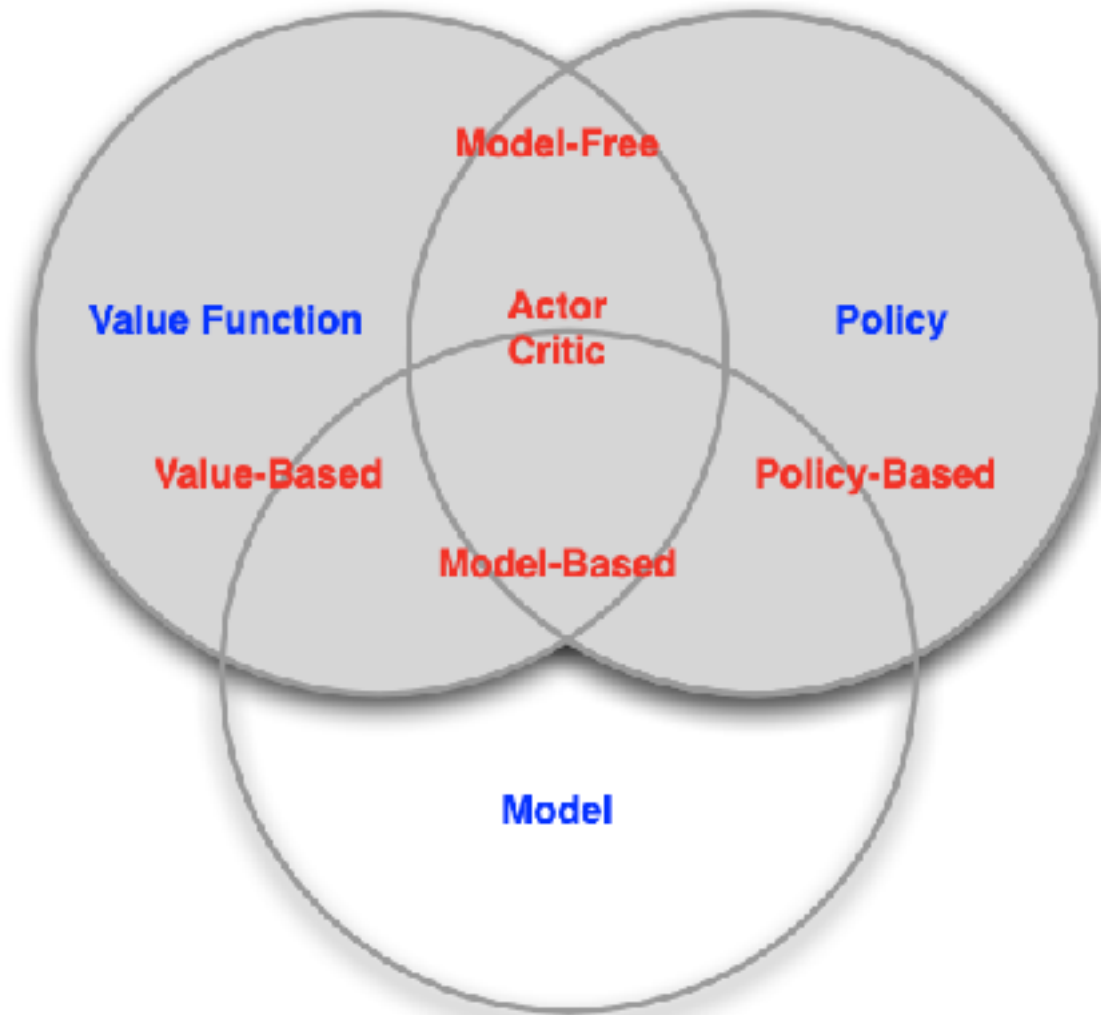 Model-Free
Value Function
Actor
Critic
Policy
Value-Based
Policy-Based
Model-Based
Model